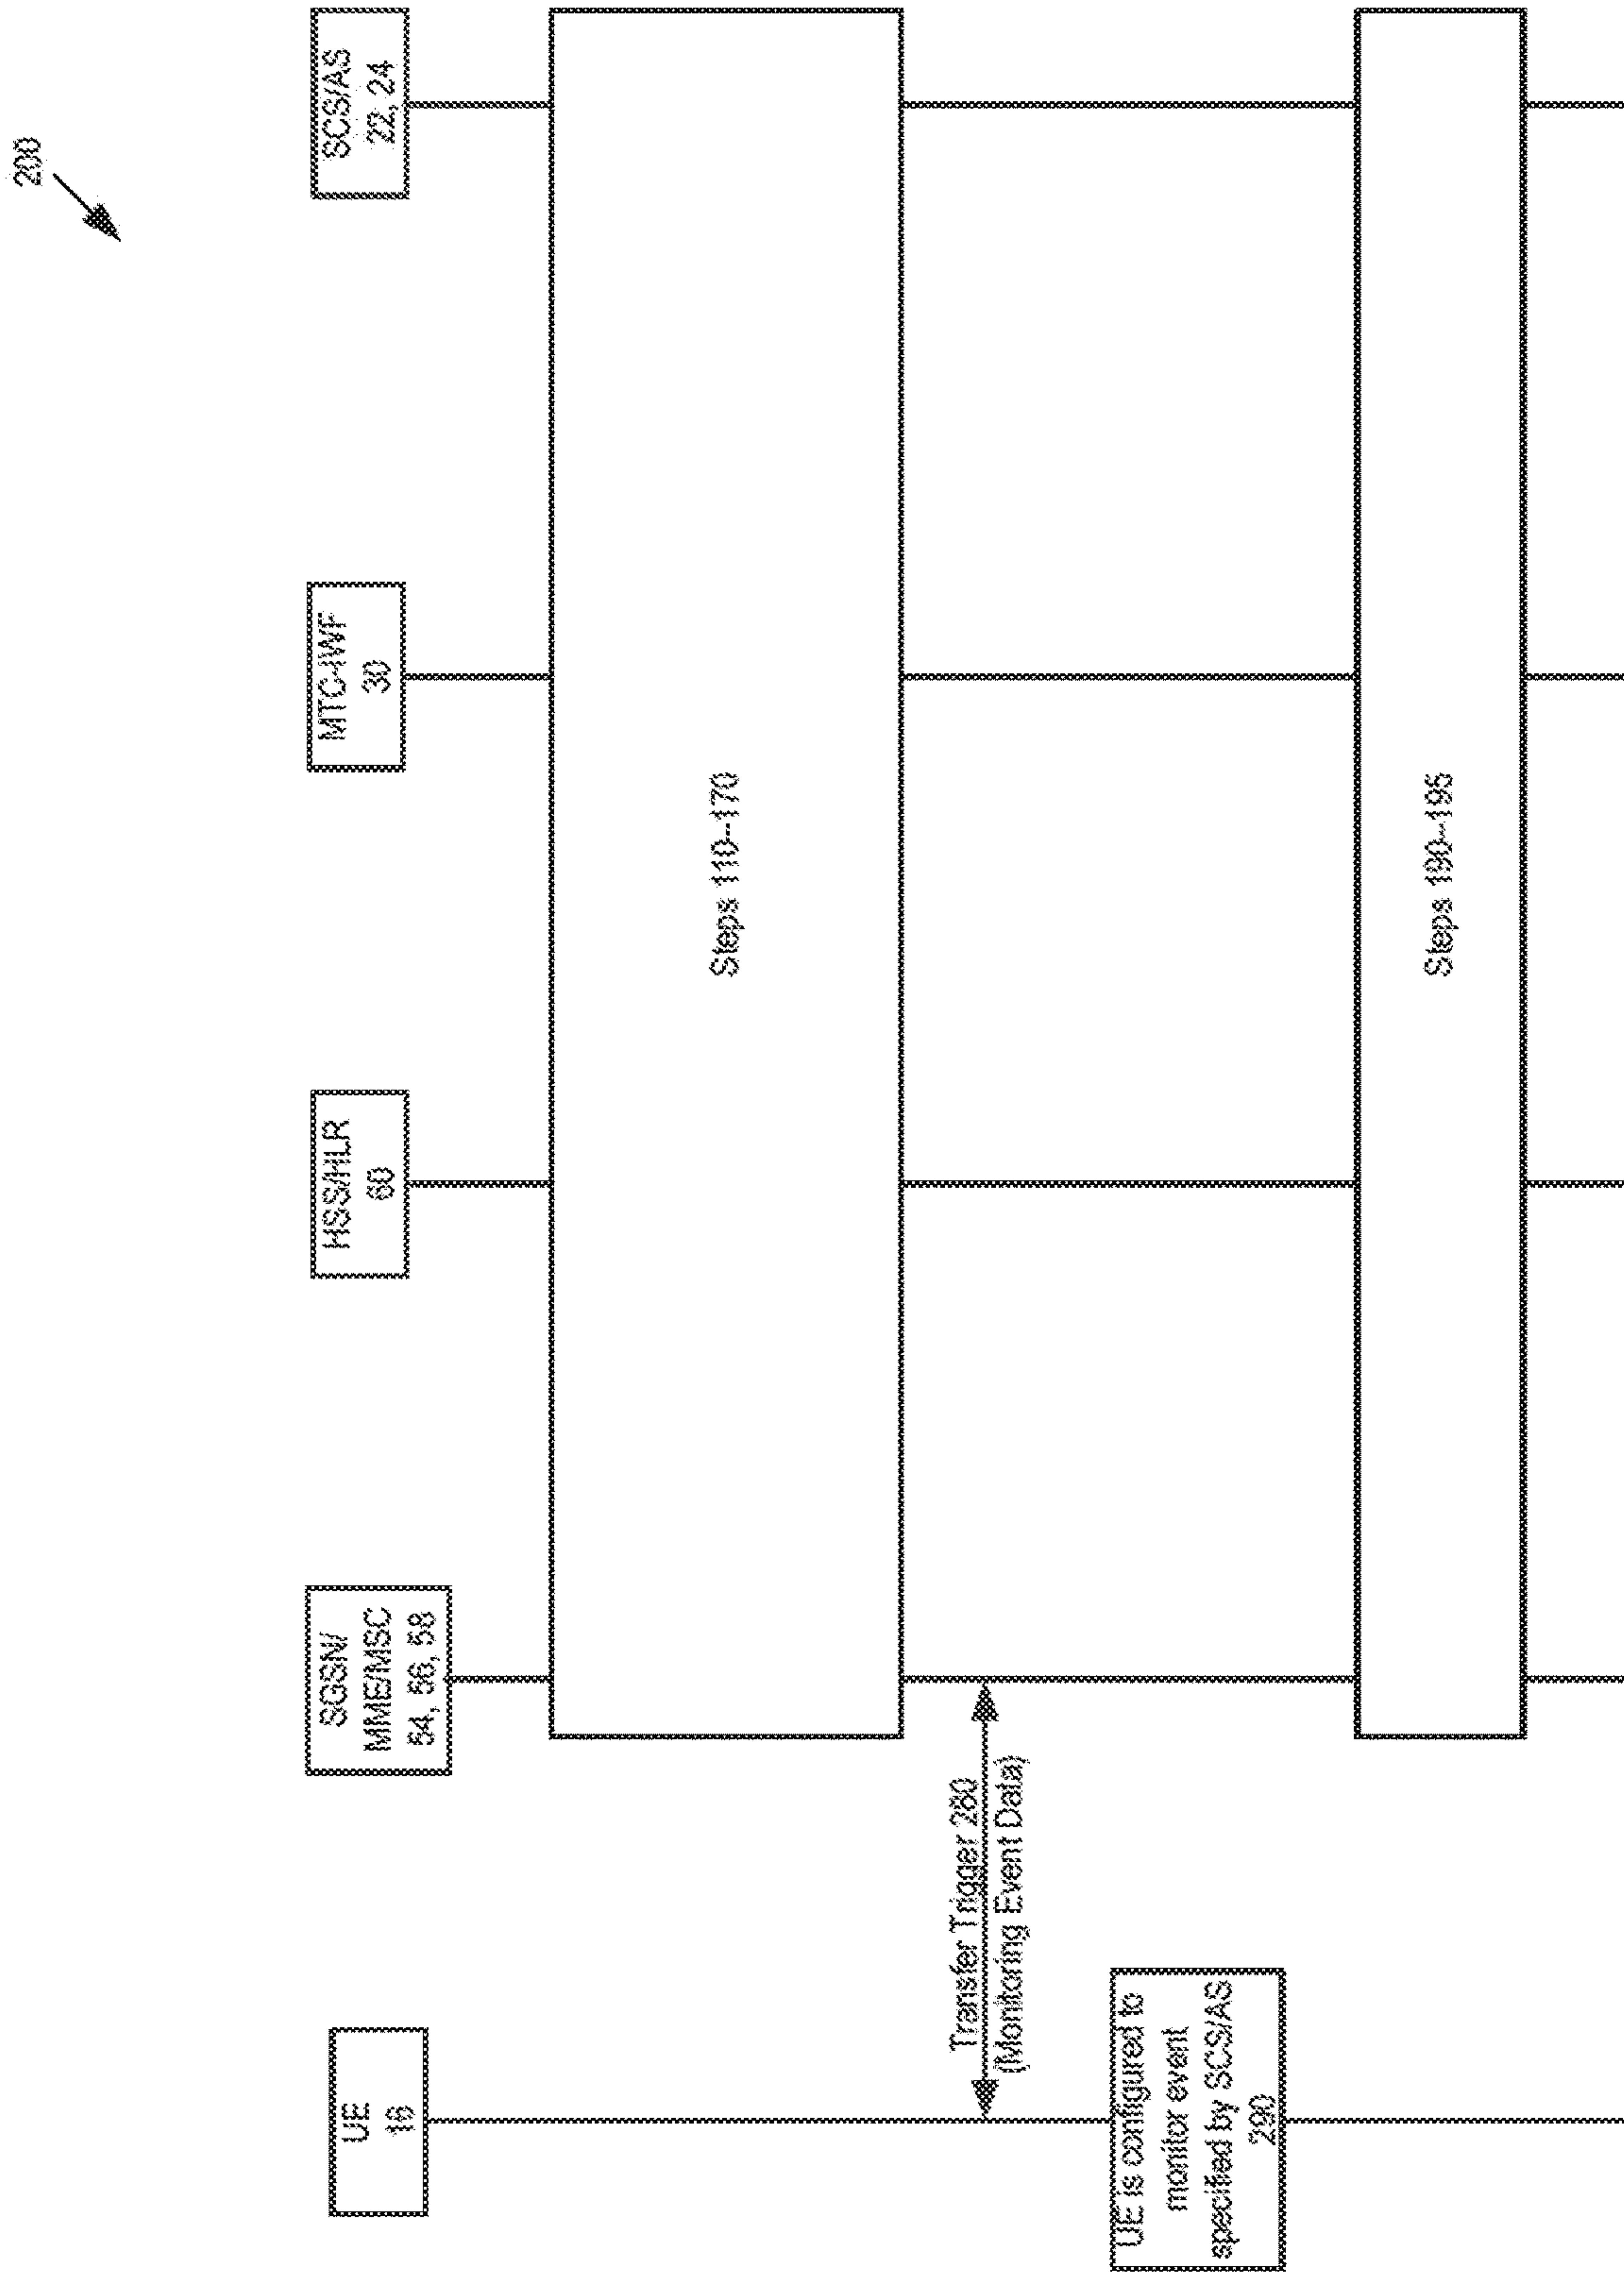 200
UE
16
SGSN/
MME/MSC
54, 56, 58
HSS/HLR
60
MTC-IWF
30
SCS/AS
22, 24
Steps 110–170
Transfer Trigger 280
(Monitoring Event Data)
UE is configured to
monitor event
specified by SCS/AS
290
Steps 190–195